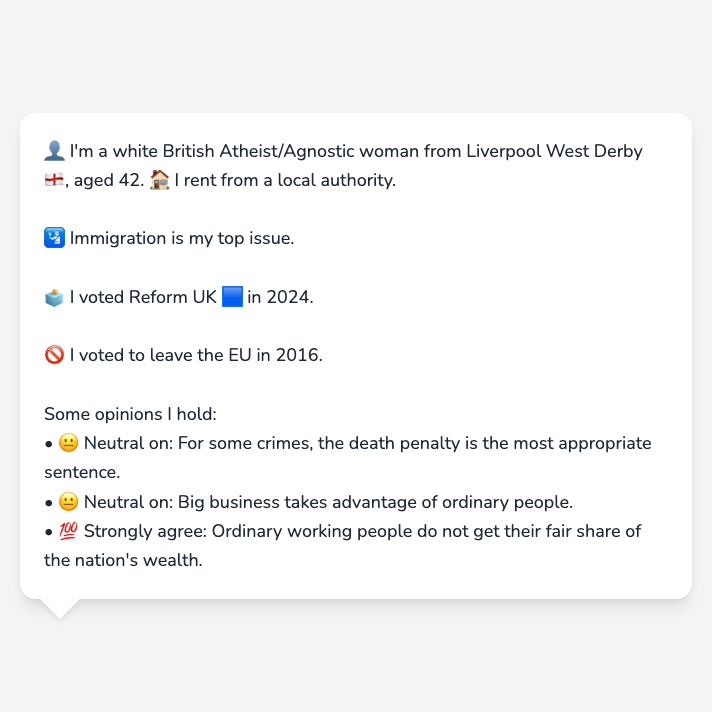 👤 I'm a white British Atheist/Agnostic woman from Liverpool West Derby
🏴󠁧󠁢󠁥󠁮󠁧󠁿, aged 42. 🏠 I rent from a local authority.
🛂 Immigration is my top issue.
🗳️ I voted Reform UK 🟦 in 2024.
🚫 I voted to leave the EU in 2016.
Some opinions I hold:
• 😐 Neutral on: For some crimes, the death penalty is the most appropriate
sentence.
• 😐 Neutral on: Big business takes advantage of ordinary people.
• 💯 Strongly agree: Ordinary working people do not get their fair share of
the nation's wealth.